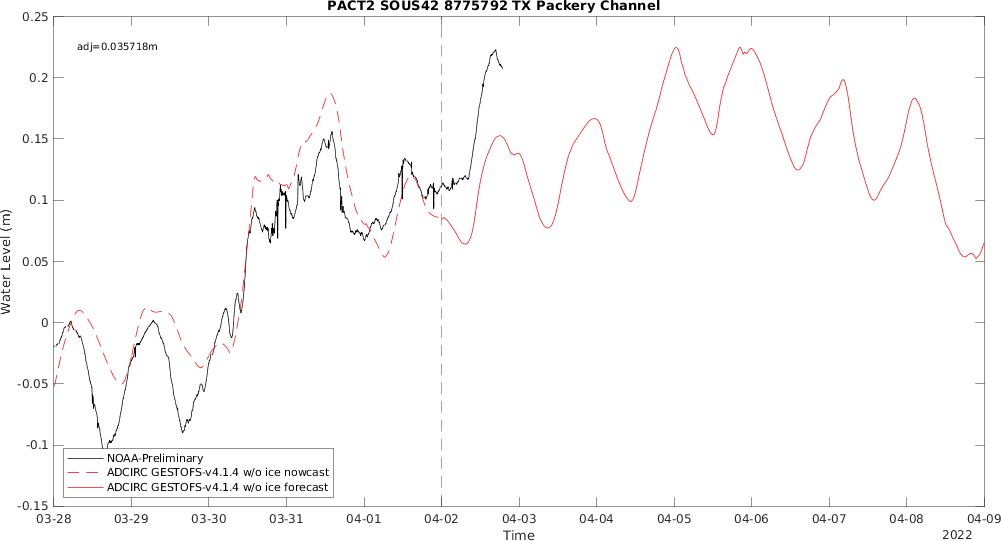 PACT2 SOUS42 8775792 TX Packery Channel
adj=0.035718m
0.25
0.2
0.15
0.1
0.05
0
-0.05
-0.1
-0.15
Water Level (m)
NOAA-Preliminary
ADCIRC GESTOFS-v4.1.4 w/o ice nowcast
ADCIRC GESTOFS-v4.1.4 w/o ice forecast
03-28 03-29 03-30 03-31 04-01 04-02 04-03 04-04 04-05 04-06 04-07 04-08 04-09
Time
2022